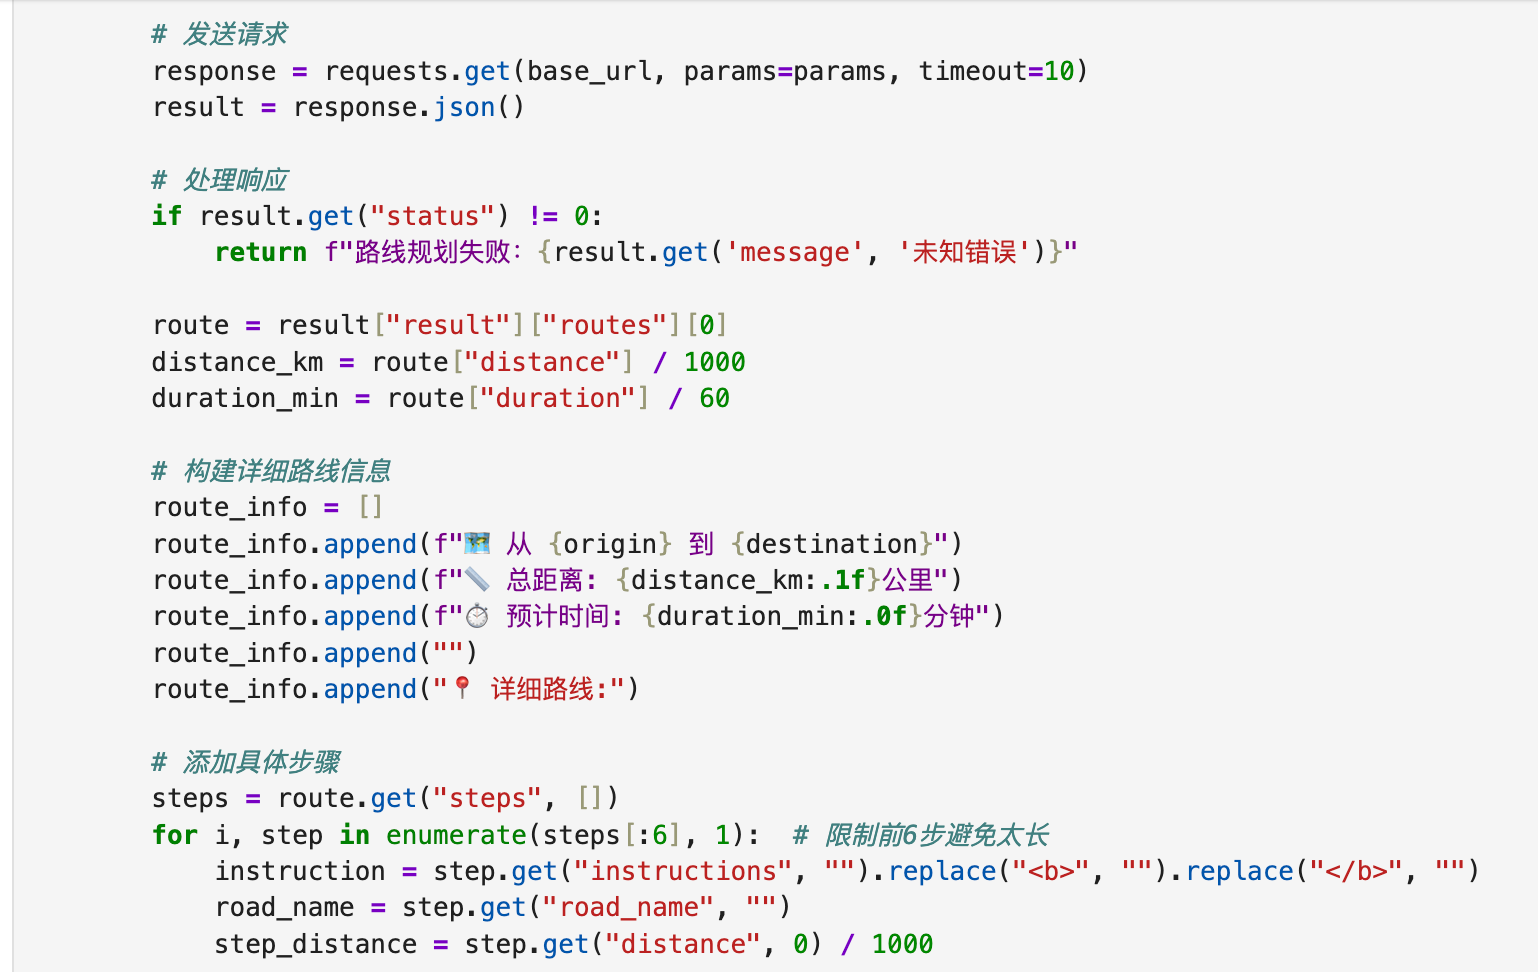 # 发送请求
response = requests.get(base_url, params=params, timeout=10)
result = response.json()
# 处理响应
if result.get("status") != 0:
return f"路线规划失败: {result.get('message', '未知错误')}"
route = result["result"]["routes"][0]
distance_km = route["distance"] / 1000
duration_min = route["duration"] / 60
# 构建详细路线信息
route_info = []
route_info.append(f"🗺️ 从 {origin} 到 {destination}")
route_info.append(f"📏 总距离: {distance_km:.1f}公里")
route_info.append(f"⏱️ 预计时间: {duration_min:.0f}分钟")
route_info.append("")
route_info.append("📍 详细路线:")
# 添加具体步骤
steps = route.get("steps", [])
for i, step in enumerate(steps[:6], 1):  # 限制前6步避免太长
instruction = step.get("instructions", "").replace("<b>", "").replace("</b>", "")
road_name = step.get("road_name", "")
step_distance = step.get("distance", 0) / 1000